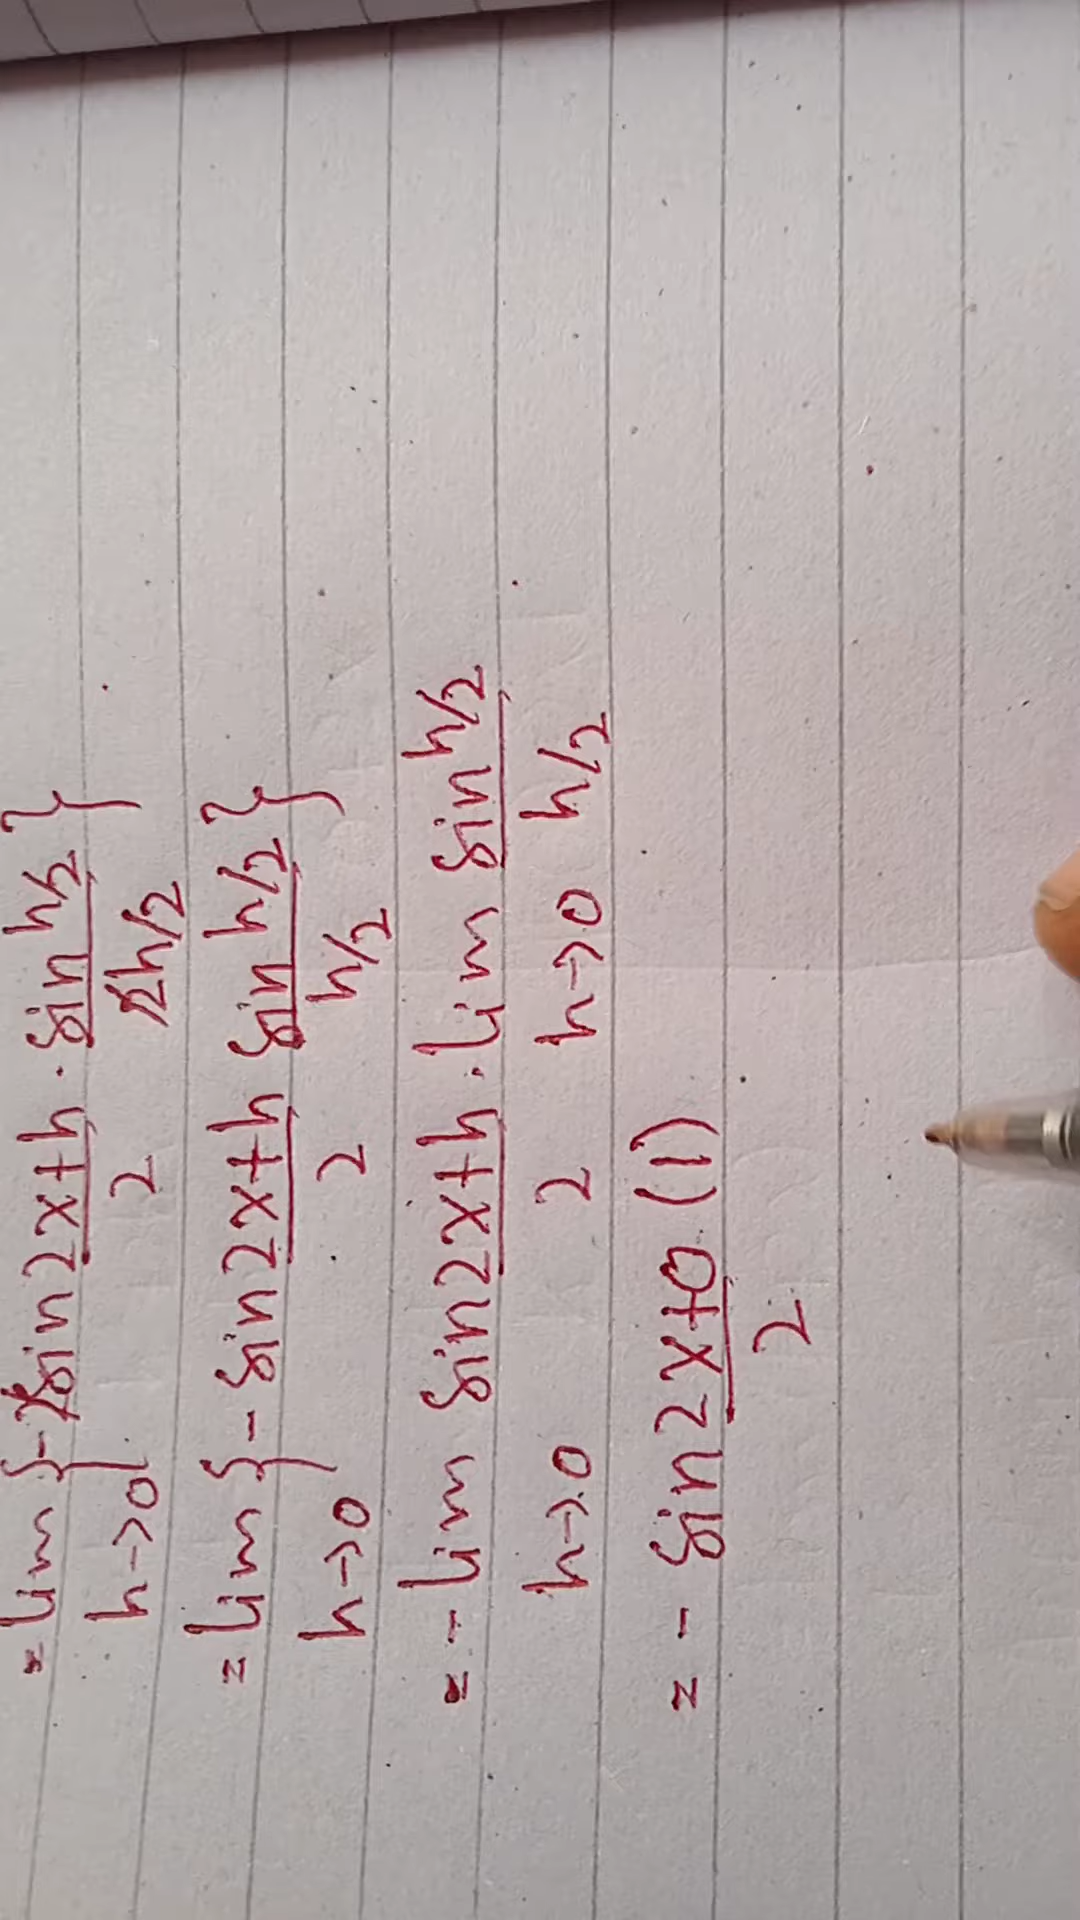 = lim { -2sin 2x+h/2 . sin h/2 / 2h/2 }
h→0
= lim { - sin 2x+h/2 sin h/2 / h/2 }
h→0
= - lim sin 2x+h/2 . lim sin h/2 / h/2
h→0 h→0
= - sin 2x+0/2 (1)